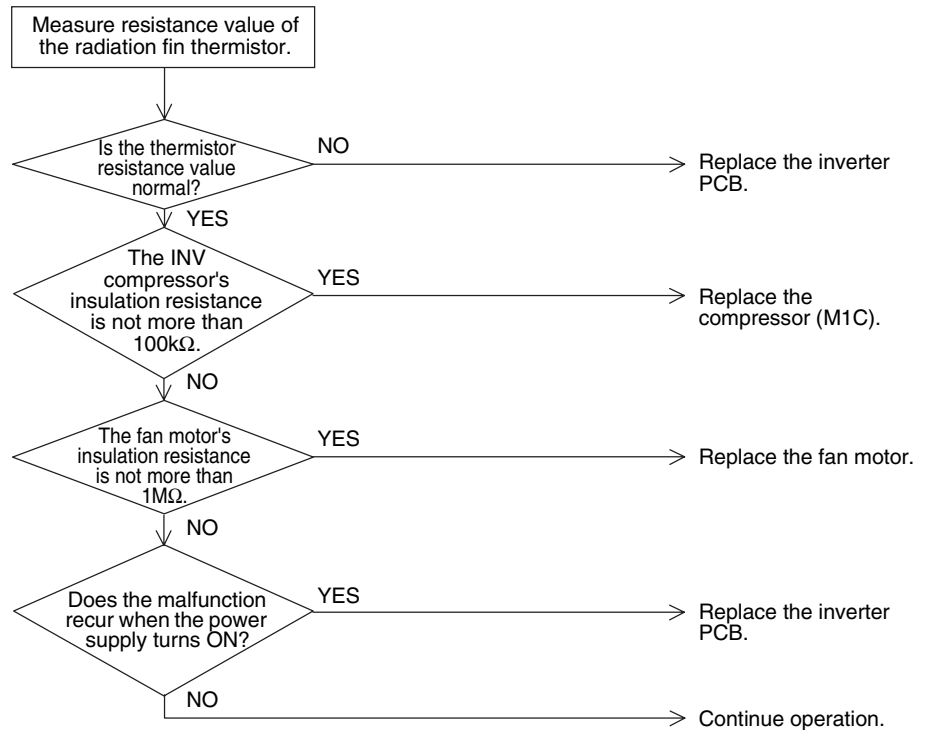 Measure resistance value of
the radiation fin thermistor.
Is the thermistor
resistance value
normal?
NO
Replace the inverter
PCB.
YES
The INV
compressor's
insulation resistance
is not more than
100kΩ.
YES
Replace the
compressor (M1C).
NO
The fan motor's
insulation resistance
is not more than
1MΩ.
YES
Replace the fan motor.
NO
Does the malfunction
recur when the power
supply turns ON?
YES
Replace the inverter
PCB.
NO
Continue operation.